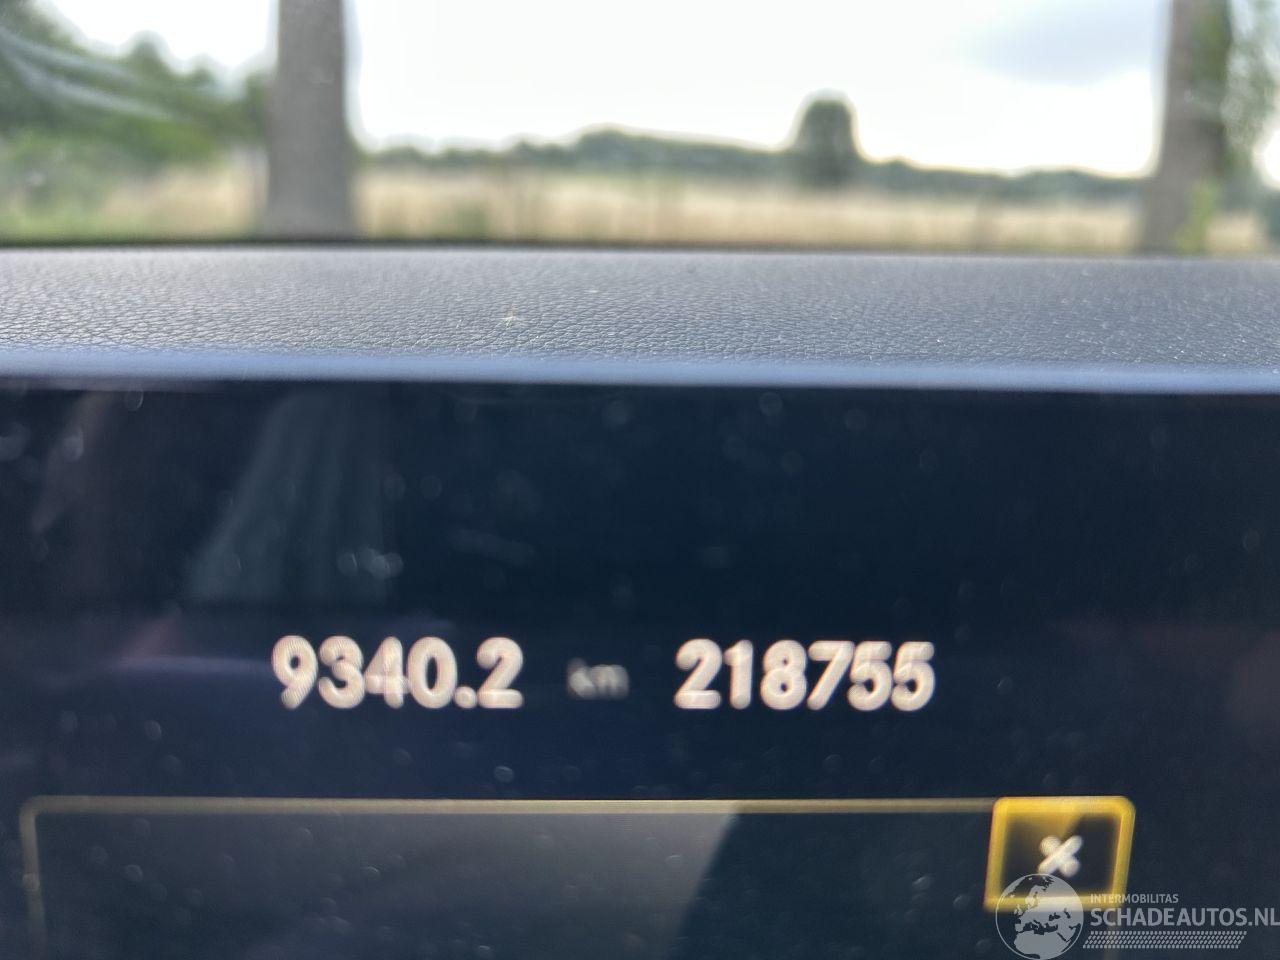 9340.2 km 218755
INTERMOBILITAS
SCHADEAUTOS.NL